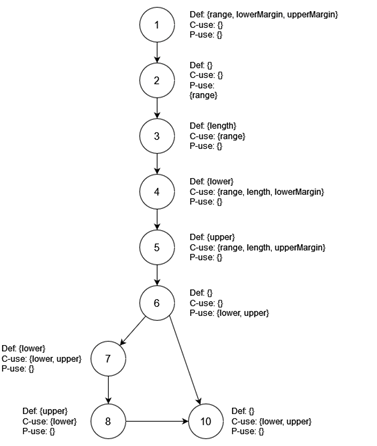 1
Def: {range, lowerMargin, upperMargin}
C-use: {}
P-use: {}
2
Def: {}
C-use: {}
P-use:
{range}
3
Def: {length}
C-use: {range}
P-use: {}
4
Def: {lower}
C-use: {range, length, lowerMargin}
P-use: {}
5
Def: {upper}
C-use: {range, length, upperMargin}
P-use: {}
6
Def: {}
C-use: {}
P-use: {lower, upper}
Def: {lower}
C-use: {lower, upper}
P-use: {}
7
Def: {upper}
C-use: {lower}
P-use: {}
8
10
Def: {}
C-use: {lower, upper}
P-use: {}